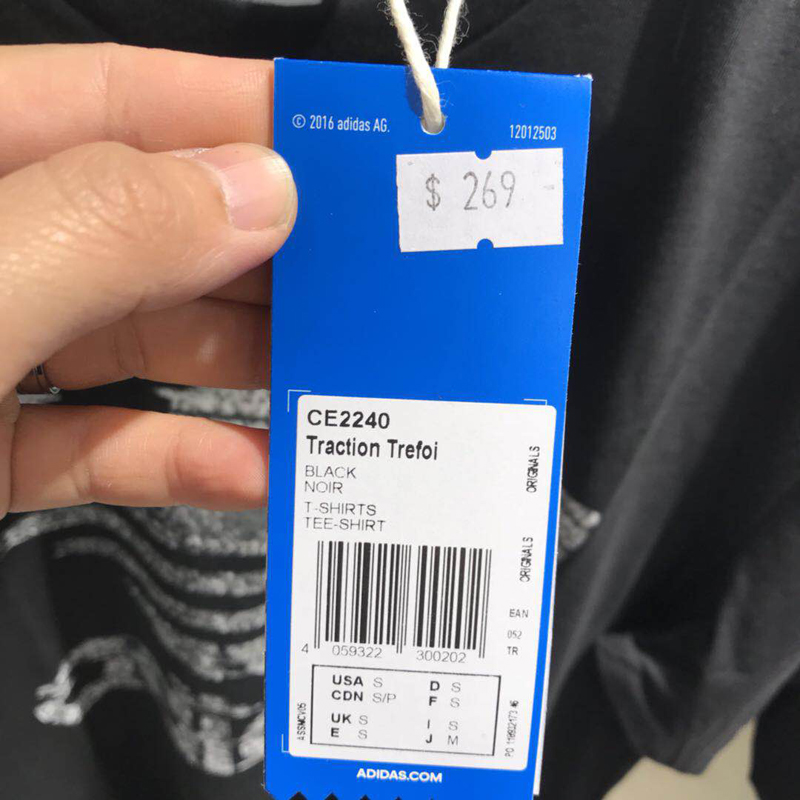 © 2016 adidas AG.
12012503
$ 269
CE2240
Traction Trefoi
BLACK
NOIR
T-SHIRTS
TEE-SHIRT
ORIGINALS
ORIGINALS
EAN
052
TR
4 059322 300202
USA S
CDN S/P
UK S
E S
D S
F S
I S
J M
ADIDAS.COM